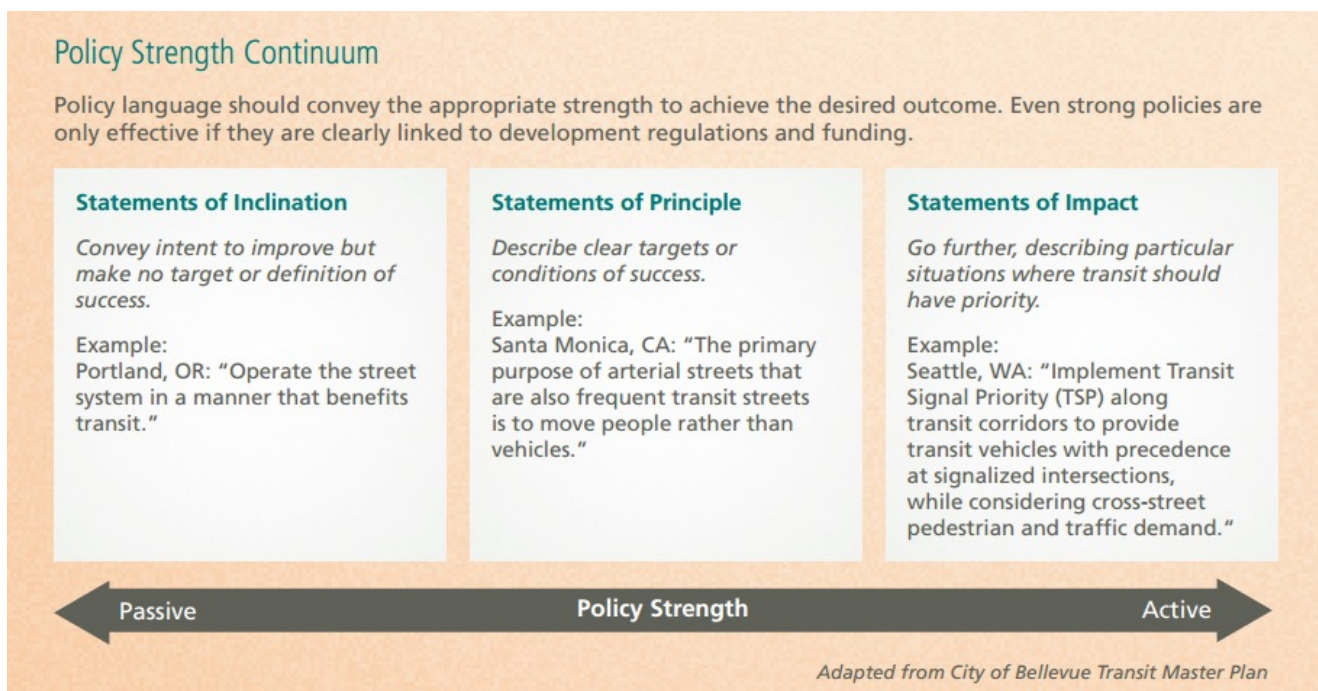 Policy Strength Continuum
Policy language should convey the appropriate strength to achieve the desired outcome. Even strong policies are
only effective if they are clearly linked to development regulations and funding.
Statements of Inclination
Convey intent to improve but
make no target or definition of
success.
Example:
Portland, OR: “Operate the street
system in a manner that benefits
transit.”
Statements of Principle
Describe clear targets or
conditions of success.
Example:
Santa Monica, CA: “The primary
purpose of arterial streets that
are also frequent transit streets
is to move people rather than
vehicles.”
Statements of Impact
Go further, describing particular
situations where transit should
have priority.
Example:
Seattle, WA: “Implement Transit
Signal Priority (TSP) along
transit corridors to provide
transit vehicles with precedence
at signalized intersections,
while considering cross-street
pedestrian and traffic demand.”
Passive
Policy Strength
Active
Adapted from City of Bellevue Transit Master Plan